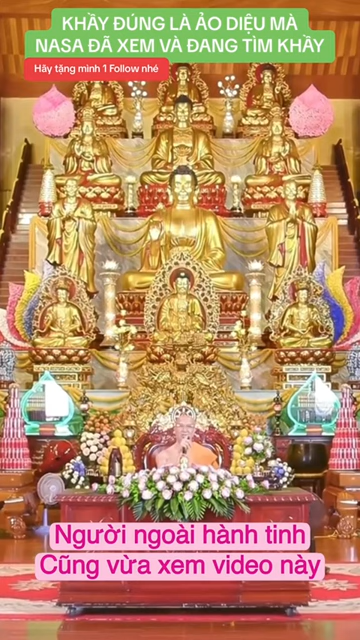 KHẦY ĐÚNG LÀ ẢO DIỆU MÀ
NASA ĐÃ XEM VÀ ĐANG TÌM KHẦY
Hãy tặng mình 1 Follow nhé
Người ngoài hành tinh
Cũng vừa xem video này